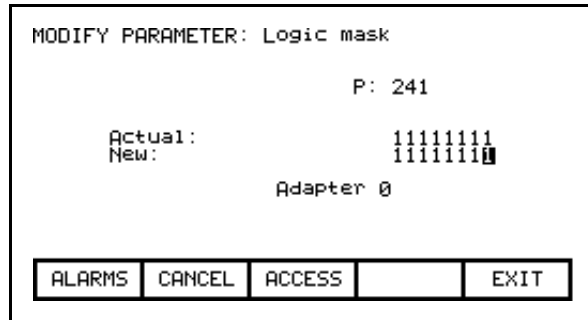 MODIFY PARAMETER: Logic mask
P: 241
Actual: 11111111
New: 11111111
Adapter 0
ALARMS CANCEL ACCESS EXIT